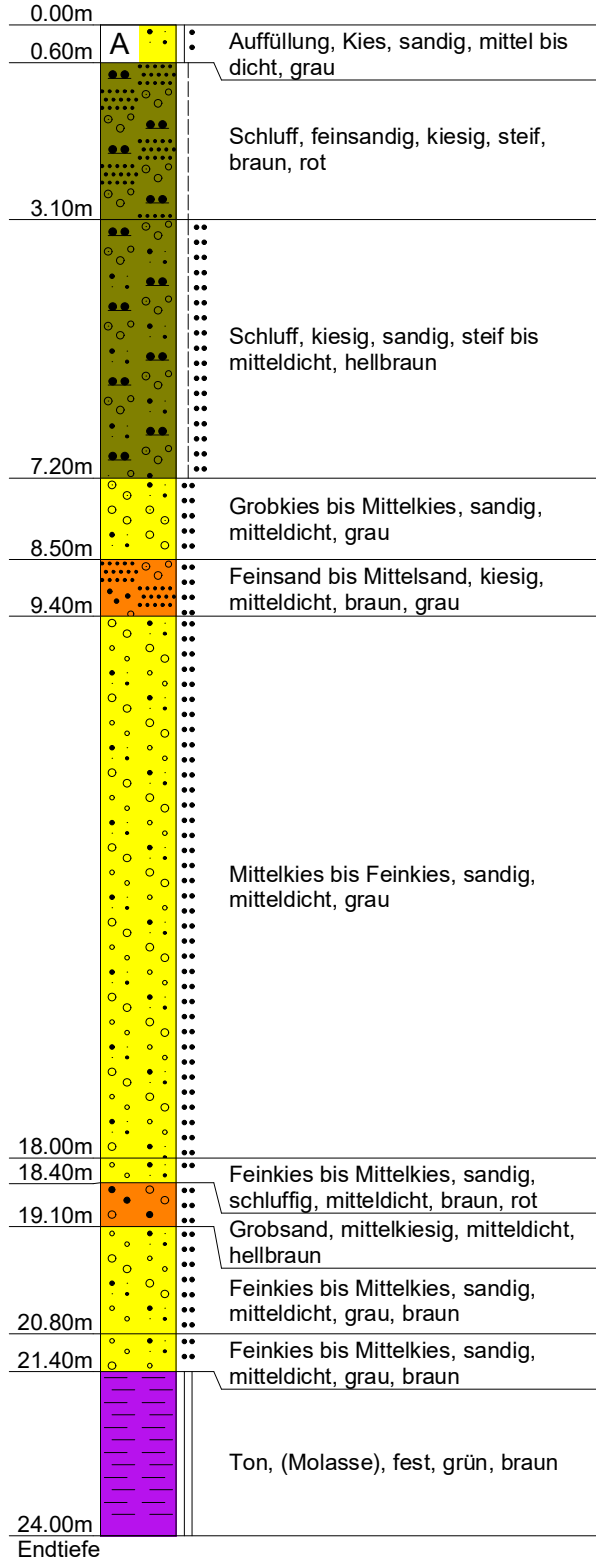 0.00m
A
Auffüllung, Kies, sandig, mittel bis
dicht, grau
0.60m
Schluff, feinsandig, kiesig, steif,
braun, rot
3.10m
Schluff, kiesig, sandig, steif bis
mitteldicht, hellbraun
7.20m
Grobkies bis Mittelkies, sandig,
mitteldicht, grau
8.50m
Feinsand bis Mittelsand, kiesig,
mitteldicht, braun, grau
9.40m
Mittelkies bis Feinkies, sandig,
mitteldicht, grau
18.00m
Feinkies bis Mittelkies, sandig,
schluffig, mitteldicht, braun, rot
18.40m
Grobsand, mittelkiesig, mitteldicht,
hellbraun
19.10m
Feinkies bis Mittelkies, sandig,
mitteldicht, grau, braun
20.80m
Feinkies bis Mittelkies, sandig,
mitteldicht, grau, braun
21.40m
Ton, (Molasse), fest, grün, braun
24.00m
Endtiefe